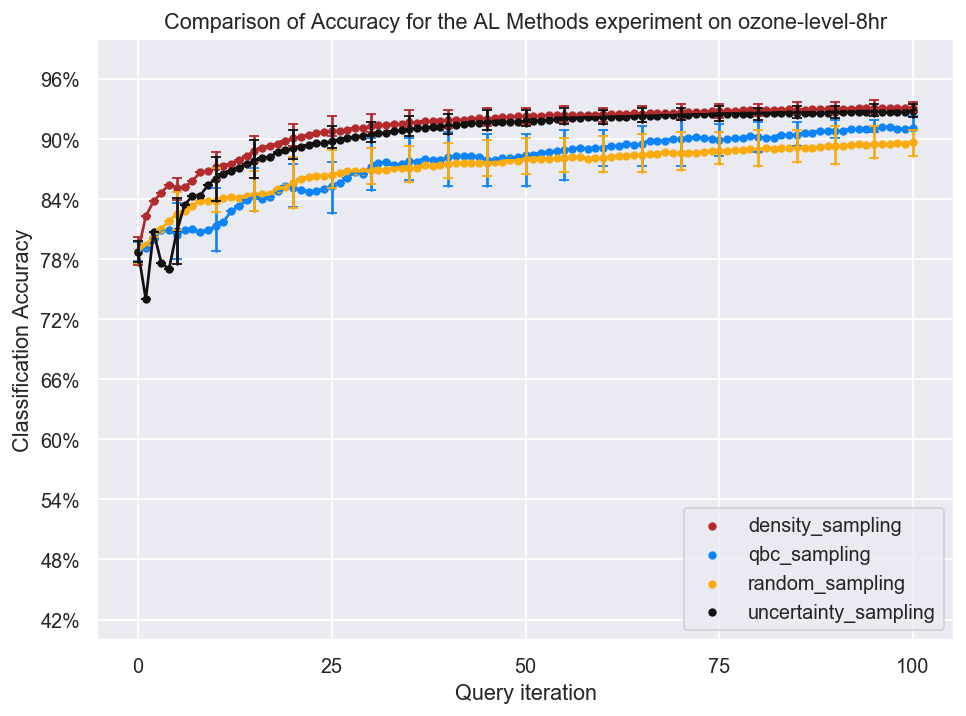 Comparison of Accuracy for the AL Methods experiment on ozone-level-8hr
Classification Accuracy
96%
90%
84%
78%
72%
66%
60%
54%
48%
42%
density_sampling
qbc_sampling
random_sampling
uncertainty_sampling
0 25 50 75 100
Query iteration